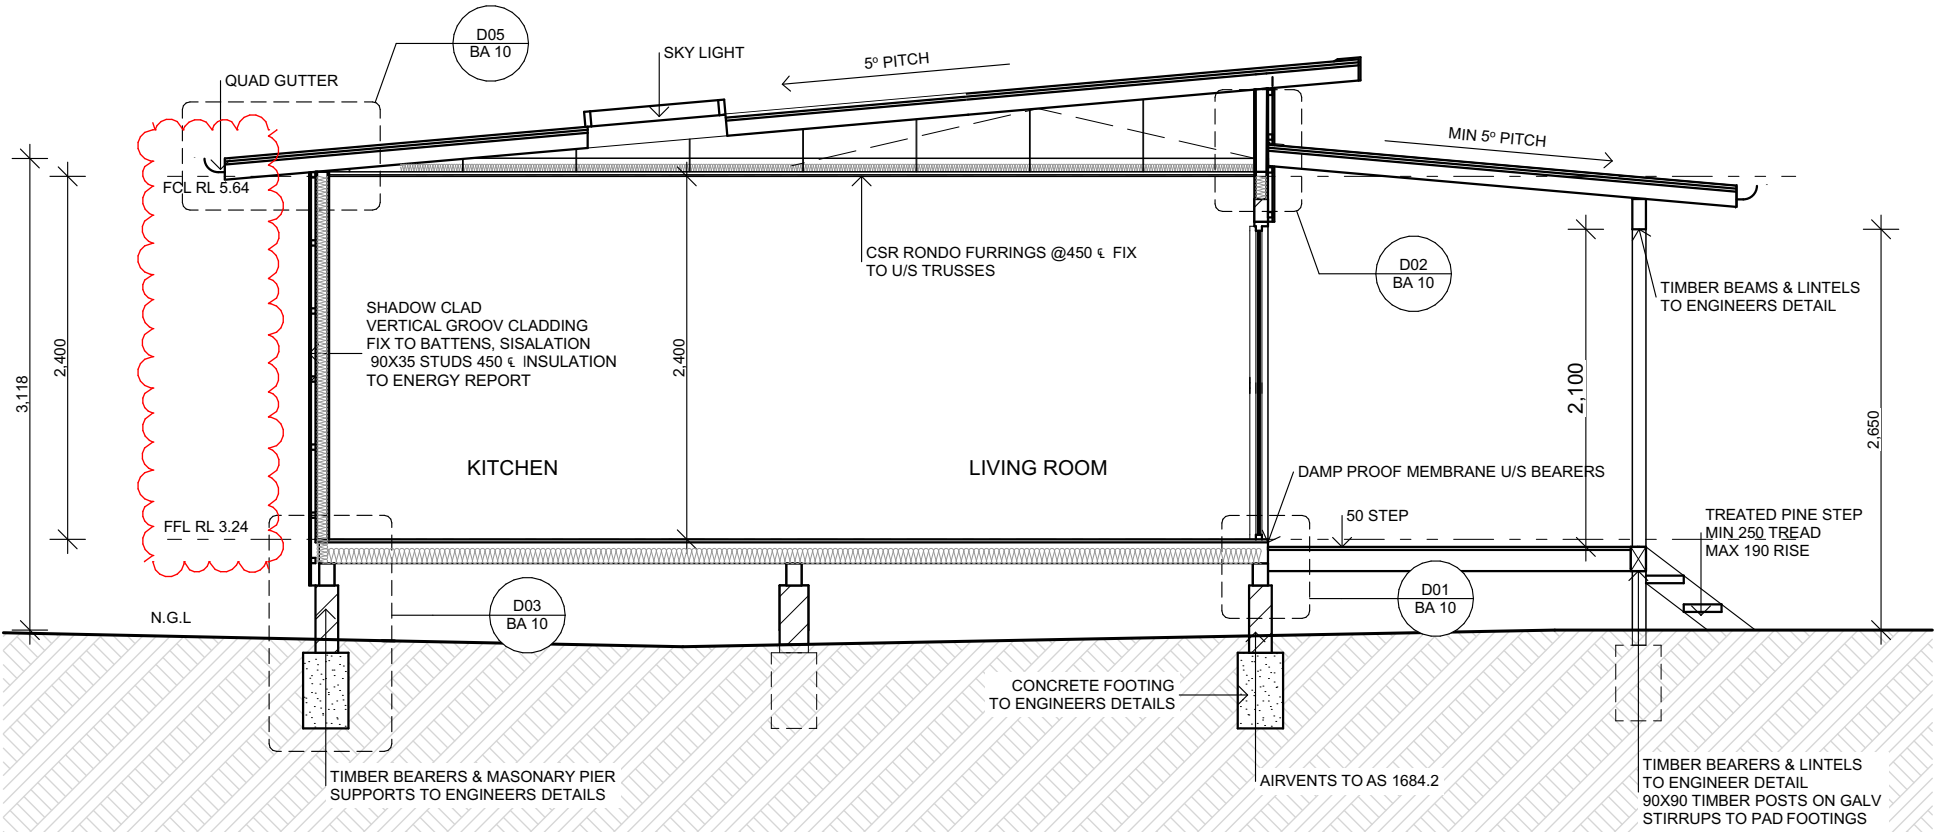 D05
BA 10
SKY LIGHT
5º PITCH
QUAD GUTTER
MIN 5º PITCH
FCL RL 5.64
CSR RONDO FURRINGS @450 ℄ FIX
TO U/S TRUSSES
D02
BA 10
TIMBER BEAMS & LINTELS
TO ENGINEERS DETAIL
SHADOW CLAD
VERTICAL GROOV CLADDING
FIX TO BATTENS, SISALATION
90X35 STUDS 450 ℄ INSULATION
TO ENERGY REPORT
3,118
2,400
2,400
2,100
2,650
KITCHEN
LIVING ROOM
DAMP PROOF MEMBRANE U/S BEARERS
FFL RL 3.24
50 STEP
TREATED PINE STEP
MIN 250 TREAD
MAX 190 RISE
N.G.L
D03
BA 10
D01
BA 10
CONCRETE FOOTING
TO ENGINEERS DETAILS
TIMBER BEARERS & MASONARY PIER
SUPPORTS TO ENGINEERS DETAILS
AIRVENTS TO AS 1684.2
TIMBER BEARERS & LINTELS
TO ENGINEER DETAIL
90X90 TIMBER POSTS ON GALV
STIRRUPS TO PAD FOOTINGS